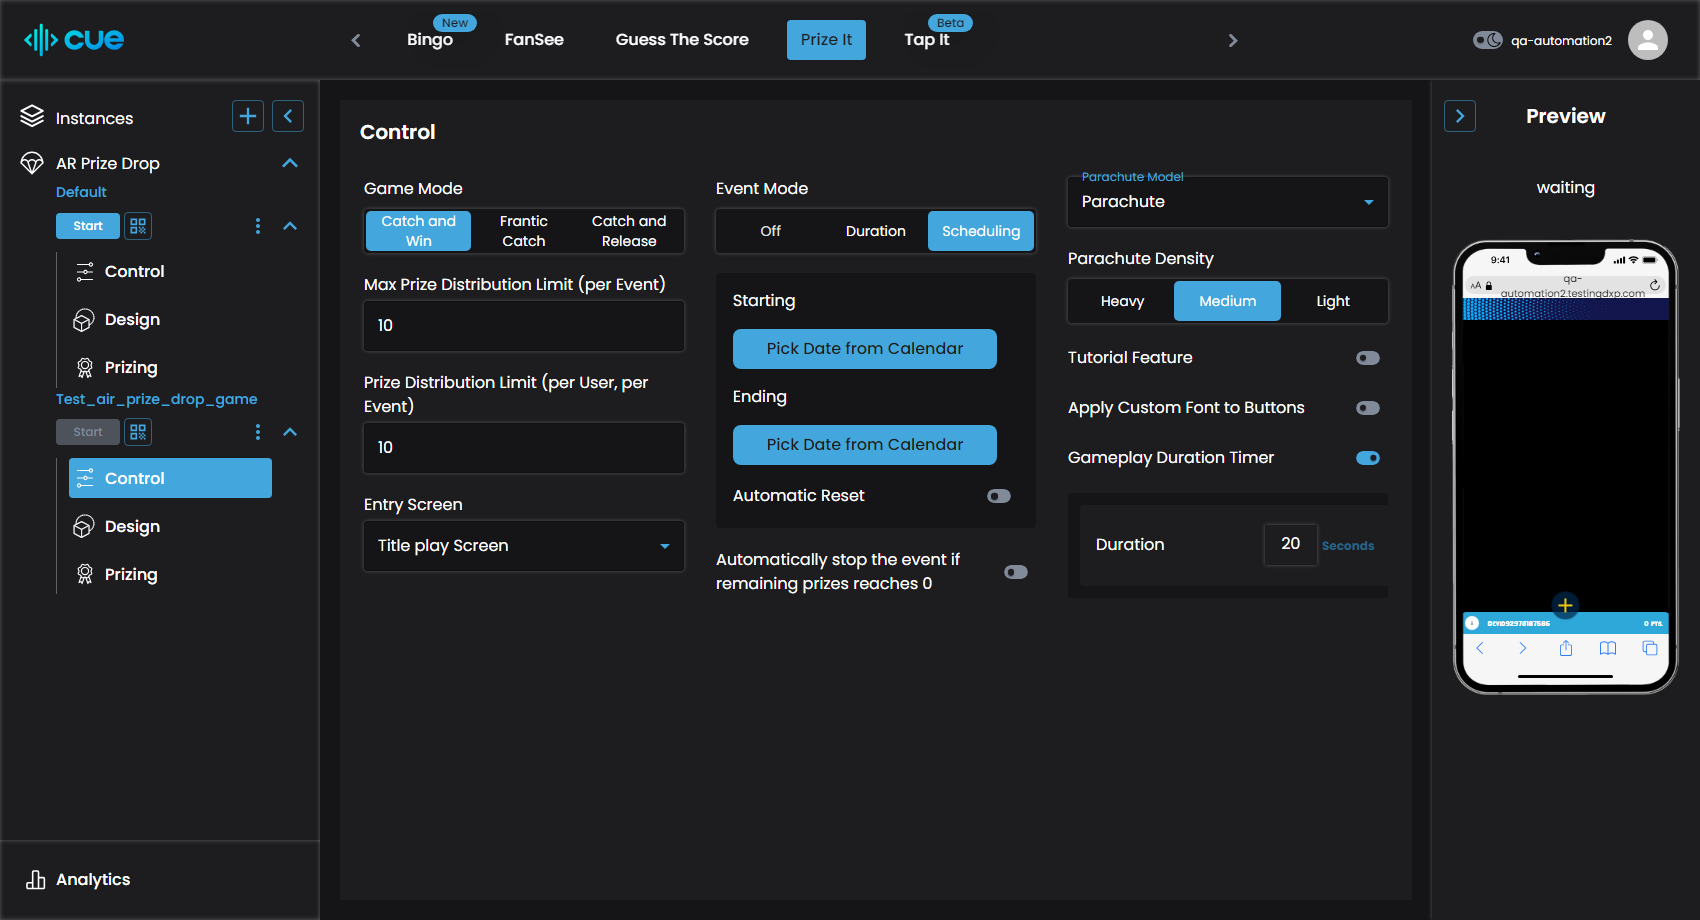 cue
New
Bingo
FanSee
Guess The Score
Prize It
Beta
Tap It
qa-automation2
Instances
AR Prize Drop
Default
Start
Control
Design
Prizing
Test_air_prize_drop_game
Start
Control
Design
Prizing
Analytics
Control
Game Mode
Catch and
Win
Frantic
Catch
Catch and
Release
Max Prize Distribution Limit (per Event)
10
Prize Distribution Limit (per User, per
Event)
10
Entry Screen
Title play Screen
Event Mode
Off
Duration
Scheduling
Starting
Pick Date from Calendar
Ending
Pick Date from Calendar
Automatic Reset
Automatically stop the event if
remaining prizes reaches 0
Parachute Model
Parachute
Parachute Density
Heavy
Medium
Light
Tutorial Feature
Apply Custom Font to Buttons
Gameplay Duration Timer
Duration
20
Seconds
Preview
waiting
9:41
AA
qa-
automation2.testingdxp.com
0 PTS.